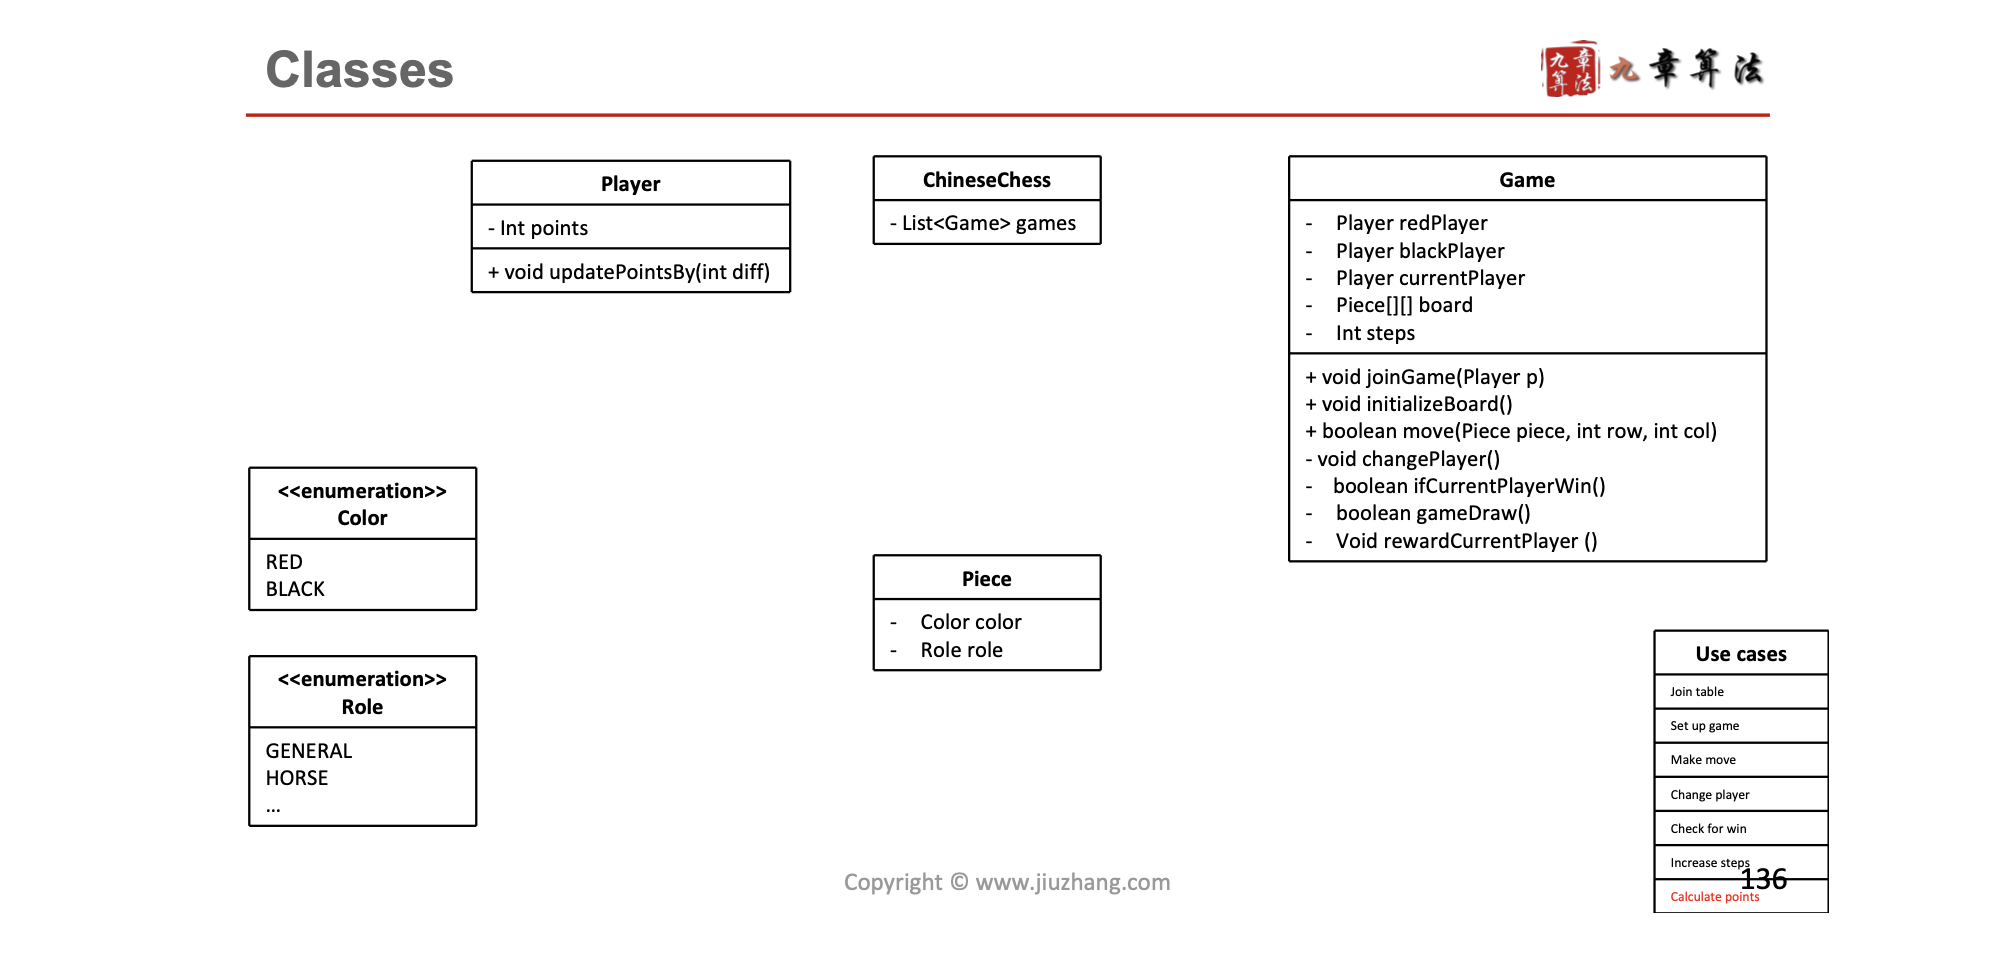 Classes
九章算法
九章算法
Player
- Int points
+ void updatePointsBy(int diff)
ChineseChess
- List<Game> games
Game
- Player redPlayer
- Player blackPlayer
- Player currentPlayer
- Piece[][] board
- Int steps
+ void joinGame(Player p)
+ void initializeBoard()
+ boolean move(Piece piece, int row, int col)
- void changePlayer()
- boolean ifCurrentPlayerWin()
- boolean gameDraw()
- Void rewardCurrentPlayer ()
<<enumeration>>
Color
RED
BLACK
Piece
- Color color
- Role role
<<enumeration>>
Role
GENERAL
HORSE
...
Use cases
Join table
Set up game
Make move
Change player
Check for win
Increase steps
Calculate points
Copyright © www.jiuzhang.com
136